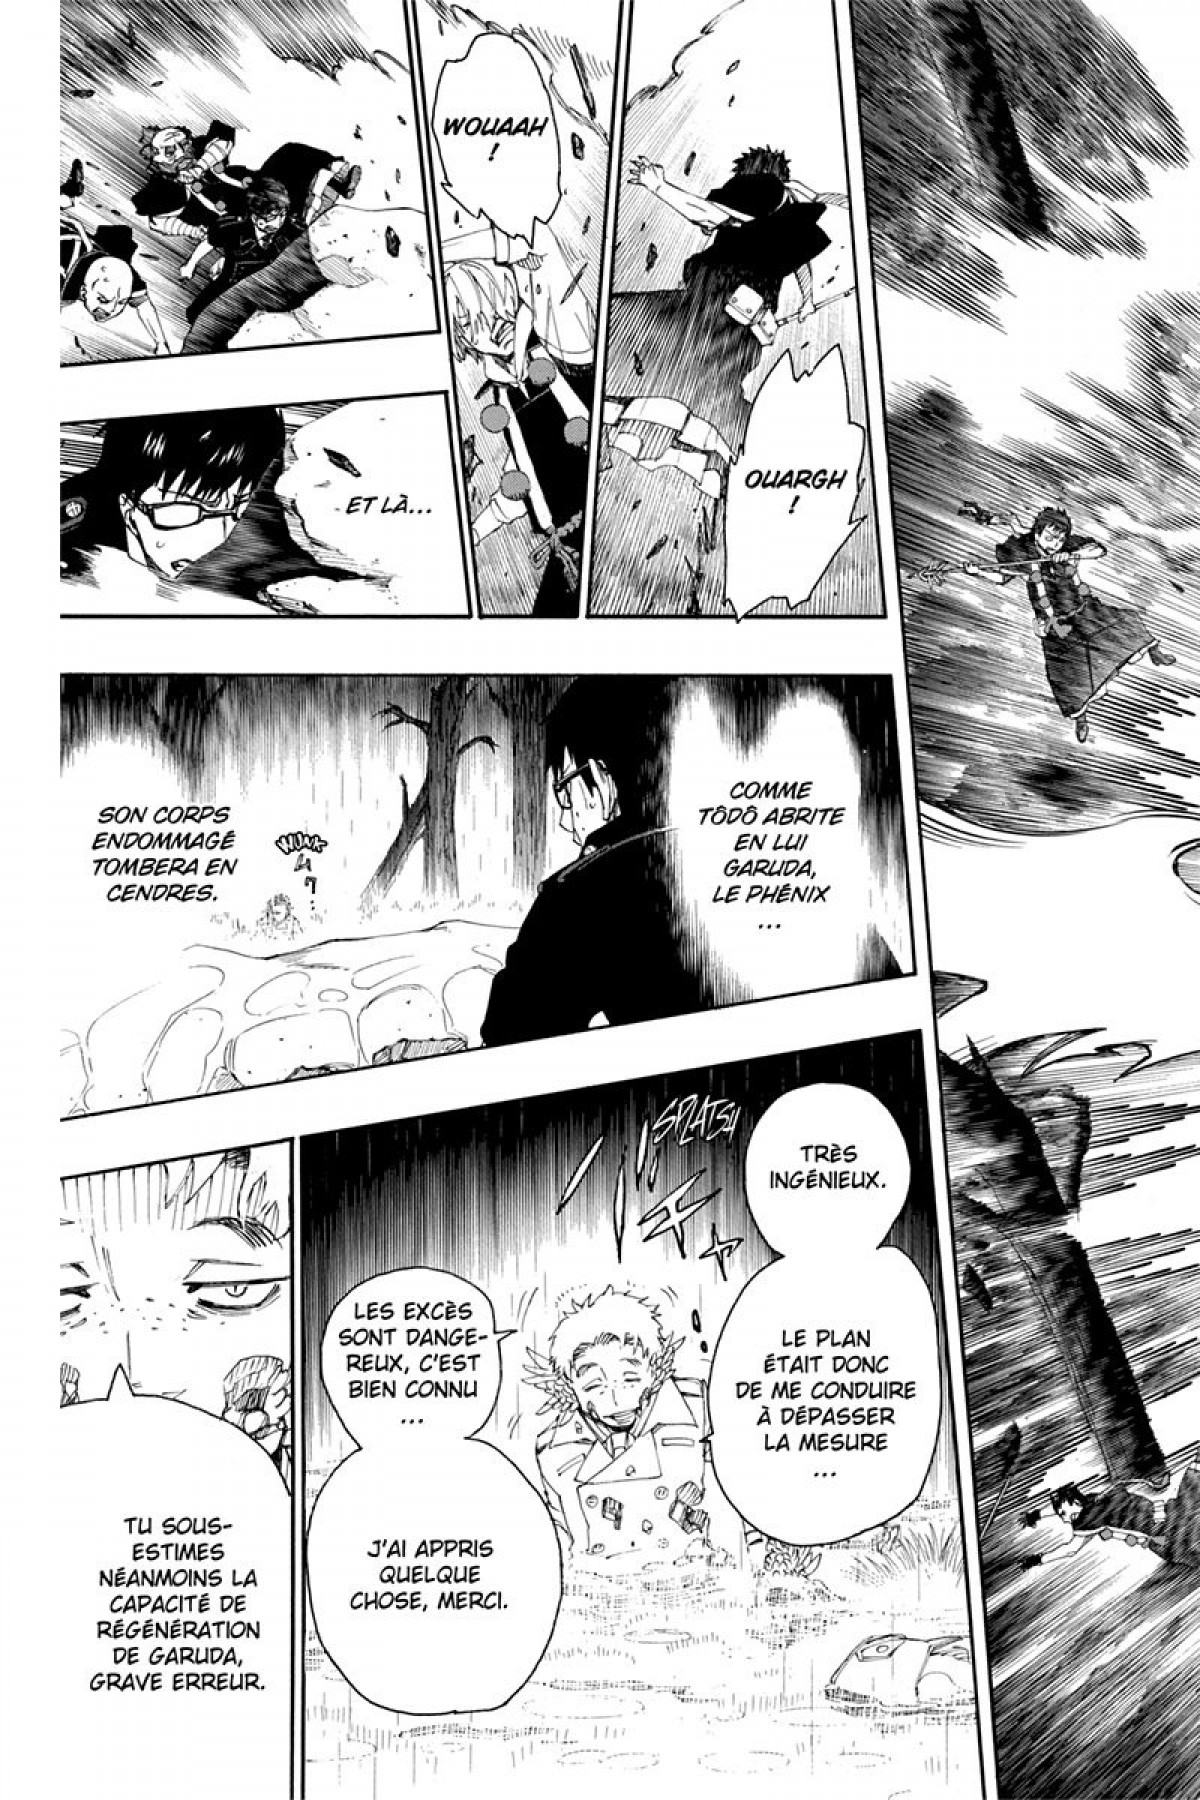 OUARGH
!
WOUAAH
!
ET LÀ...
COMME
TÔDÔ ABRITE
EN LUI
GARUDA,
LE PHÉNIX
...
SON CORPS
ENDOMMAGÉ
TOMBERA EN
CENDRES.
SPLATSH
TRÈS
INGÉNIEUX.
LE PLAN
ÉTAIT DONC
DE ME CONDUIRE
À DÉPASSER
LA MESURE
...
LES EXCÈS
SONT DANGE-
REUX, C'EST
BIEN CONNU
...
J'AI APPRIS
QUELQUE
CHOSE, MERCI.
TU SOUS-
ESTIMES
NÉANMOINS LA
CAPACITÉ DE
RÉGÉNÉRATION
DE GARUDA,
GRAVE ERREUR.